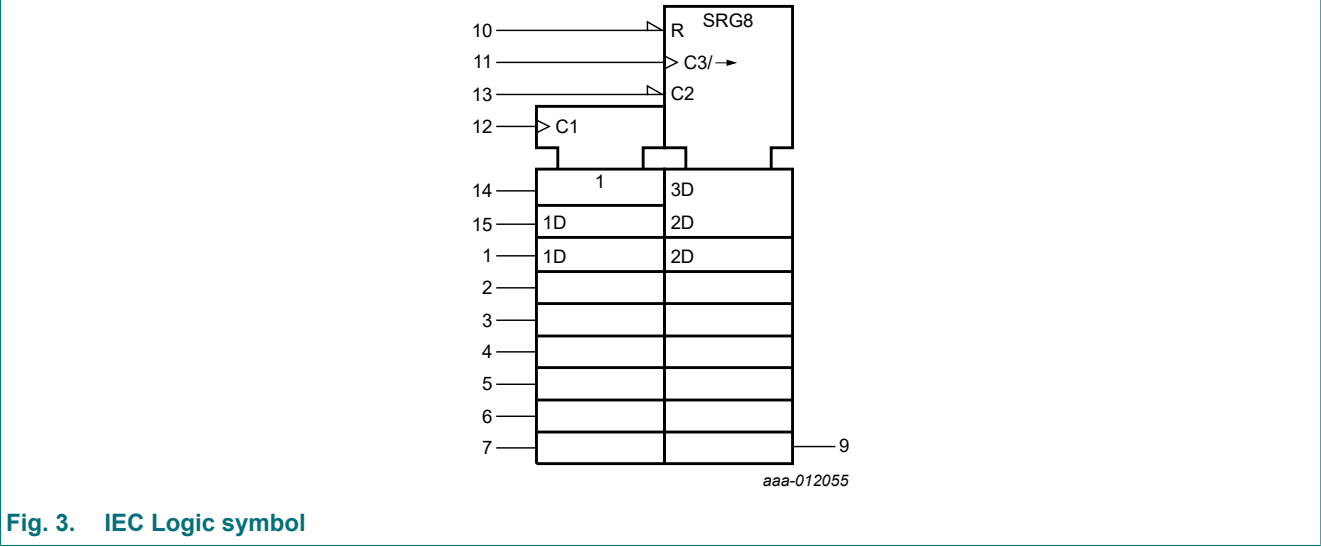 SRG8
10 R
11 C3/→
13 C2
12 C1
14 1 3D
15 1D 2D
1 1D 2D
2
3
4
5
6
7 9
aaa-012055
Fig. 3. IEC Logic symbol